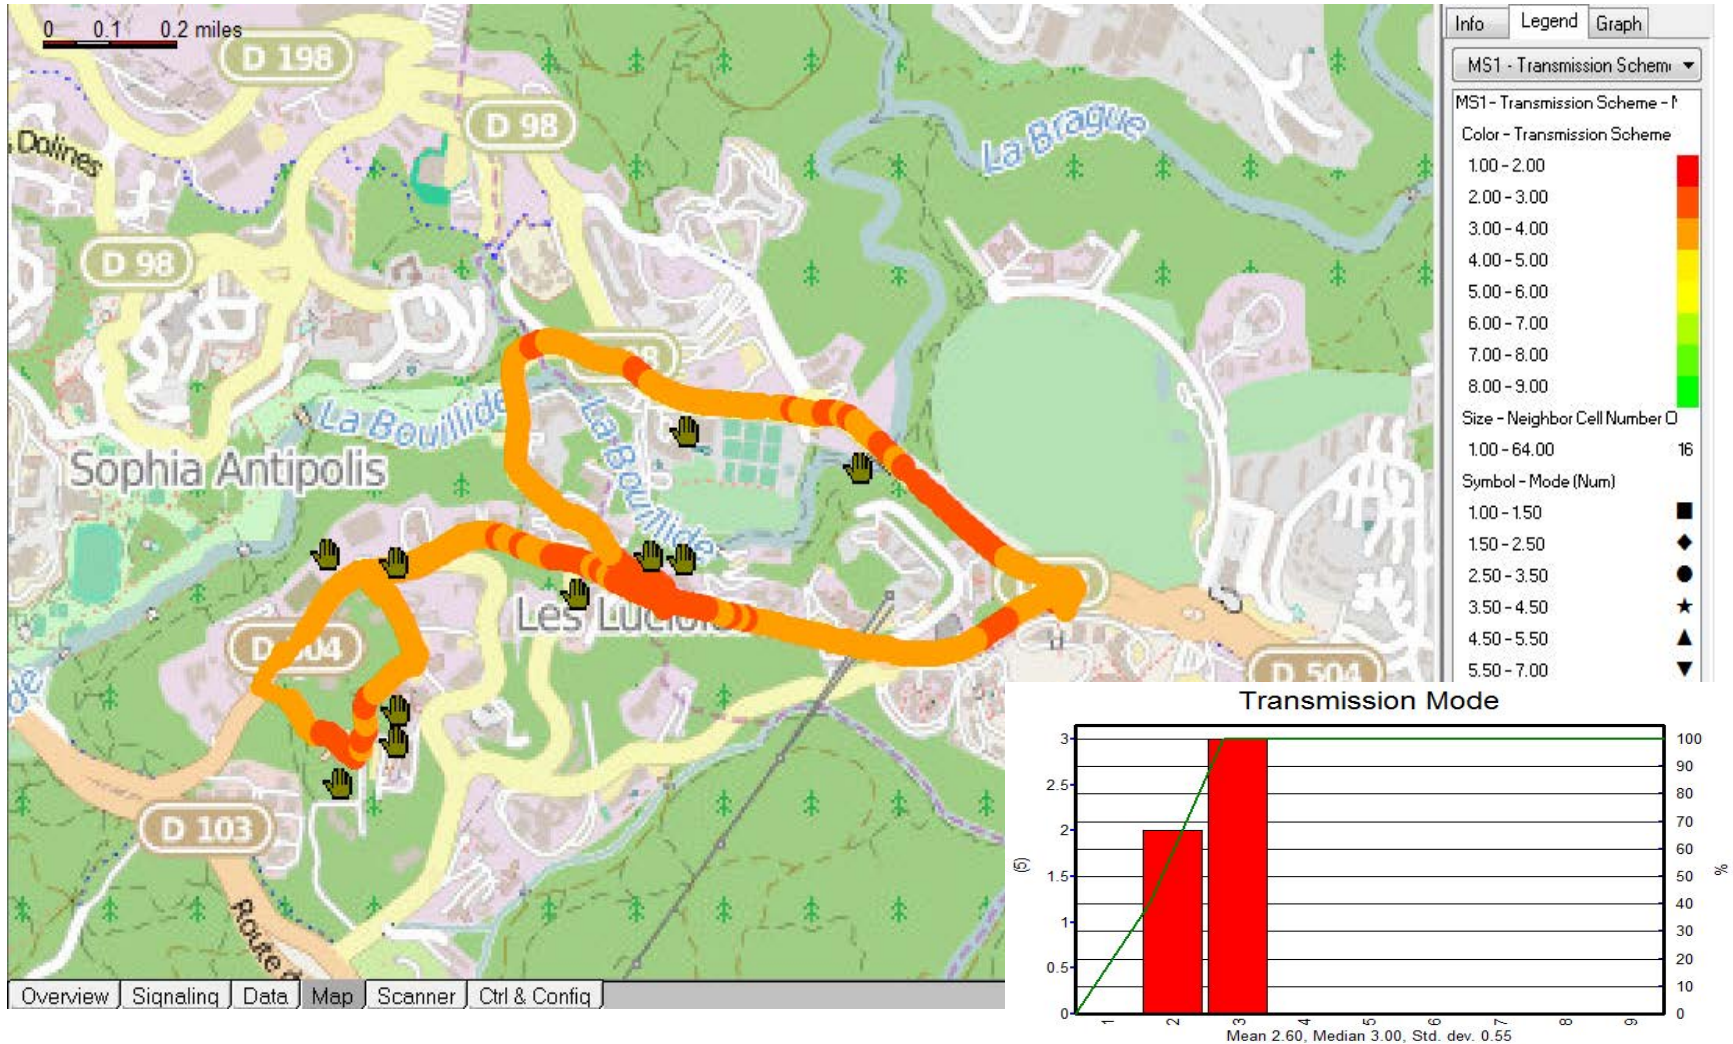 0 0.1 0.2 miles
D 198
D 98
Dolines
La Brague
D 98
La Bouillide
La Bouillide
Sophia Antipolis
Les
D 504
D 103
Route d
Overview Signaling Data Map Scanner Ctrl & Config
Info Legend Graph
MS1 - Transmission Schem
MS1 - Transmission Scheme -
Color - Transmission Scheme
1.00 - 2.00
2.00 - 3.00
3.00 - 4.00
4.00 - 5.00
5.00 - 6.00
6.00 - 7.00
7.00 - 8.00
8.00 - 9.00
Size - Neighbor Cell Number O
1.00 - 64.00 16
Symbol - Mode (Num)
1.00 - 1.50
1.50 - 2.50
2.50 - 3.50
3.50 - 4.50
4.50 - 5.50
5.50 - 7.00
Transmission Mode
3 100
90
2.5 80
70
2 60
1.5 50
40
1 30
20
0.5 10
0 0
(5)
%
1 2 3 4 5 6 7 8 9
Mean 2.60, Median 3.00, Std. dev. 0.55